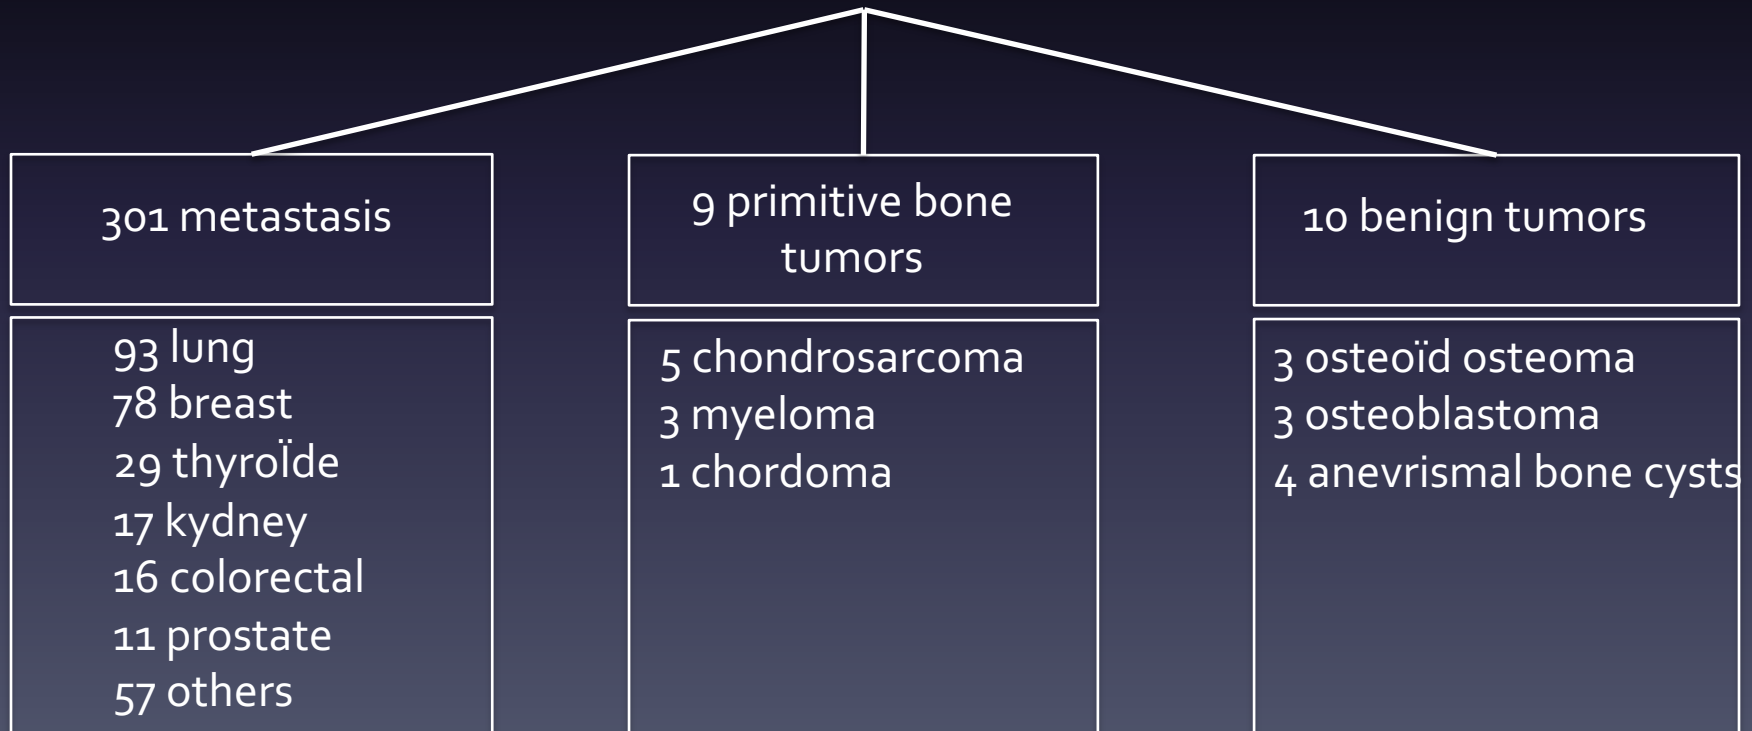 301 metastasis
93 lung
78 breast
29 thyroÏde
17 kydney
16 colorectal
11 prostate
57 others
9 primitive bone
tumors
5 chondrosarcoma
3 myeloma
1 chordoma
10 benign tumors
3 osteoïd osteoma
3 osteoblastoma
4 anevrismal bone cysts